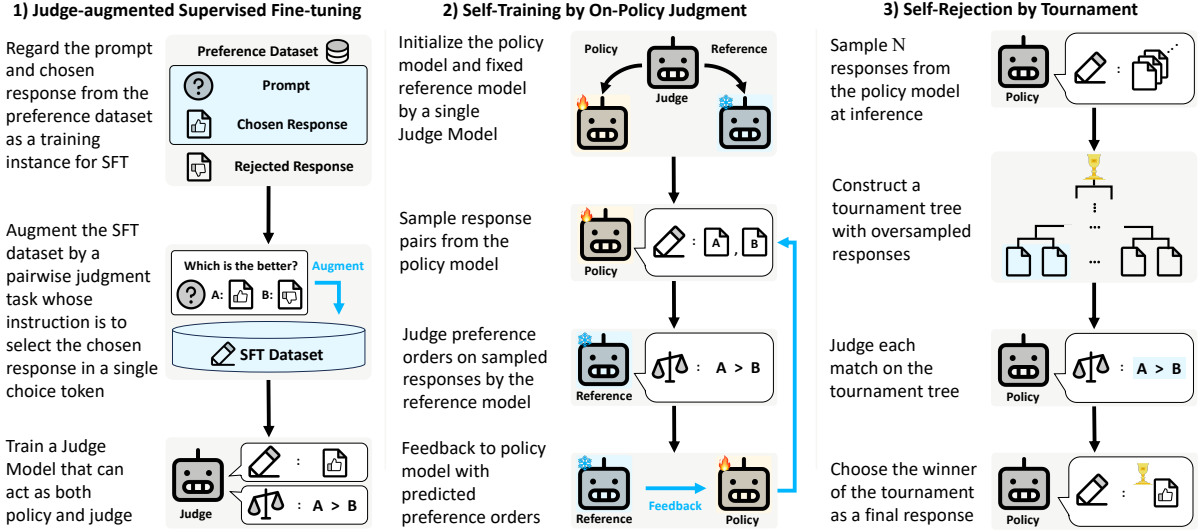 1) Judge-augmented Supervised Fine-tuning
Regard the prompt
and chosen
response from the
preference dataset
as a training
instance for SFT
Preference Dataset
Prompt
Chosen Response
Rejected Response
Augment the SFT
dataset by a
pairwise judgment
task whose
instruction is to
select the chosen
response in a single
choice token
Which is the better?
Augment
A: B:
SFT Dataset
Train a Judge
Model that can
act as both
policy and judge
Judge
:
: A > B
2) Self-Training by On-Policy Judgment
Initialize the policy
model and fixed
reference model
by a single
Judge Model
Policy
Reference
Judge
Sample response
pairs from the
policy model
Policy
: A , B
Judge preference
orders on sampled
responses by the
reference model
Reference
: A > B
Feedback to policy
model with
predicted
preference orders
Reference
Feedback
Policy
3) Self-Rejection by Tournament
Sample N
responses from
the policy model
at inference
Policy
: ...
Construct a
tournament tree
with oversampled
responses
...
...
...
Judge each
match on the
tournament tree
Policy
: A > B
Choose the winner
of the tournament
as a final response
Policy
: